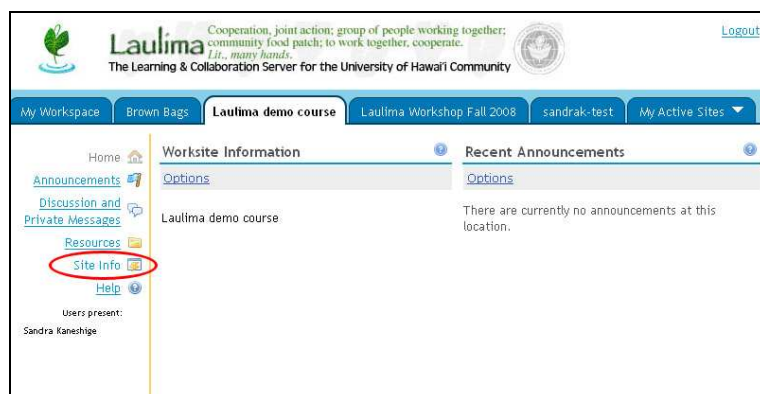 Laulima
Cooperation, joint action; group of people working together;
community food patch; to work together, cooperate.
Lit., many hands.
The Learning & Collaboration Server for the University of Hawai'i Community
Logout
My Workspace
Brown Bags
Laulima demo course
Laulima Workshop Fall 2008
sandrak-test
My Active Sites
Home
Announcements
Discussion and
Private Messages
Resources
Site Info
Help
Users present:
Sandra Kaneshige
Worksite Information
Options
Laulima demo course
Recent Announcements
Options
There are currently no announcements at this
location.